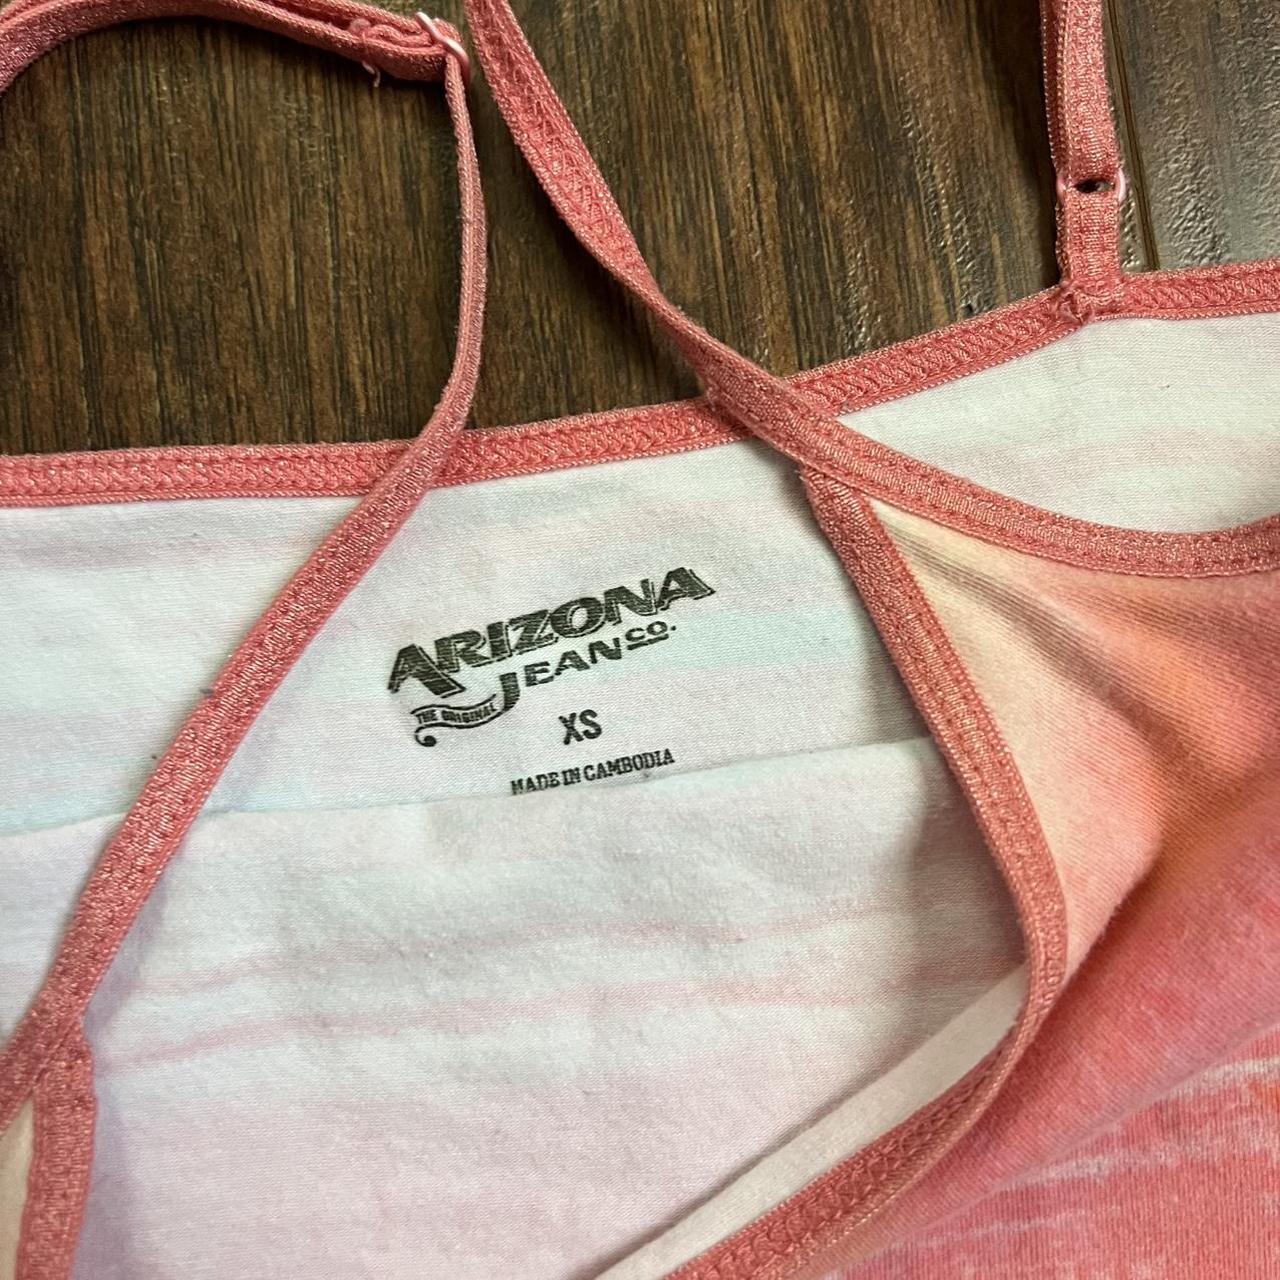 ARIZONA
JEAN CO.
THE ORIGINAL
XS
MADE IN CAMBODIA